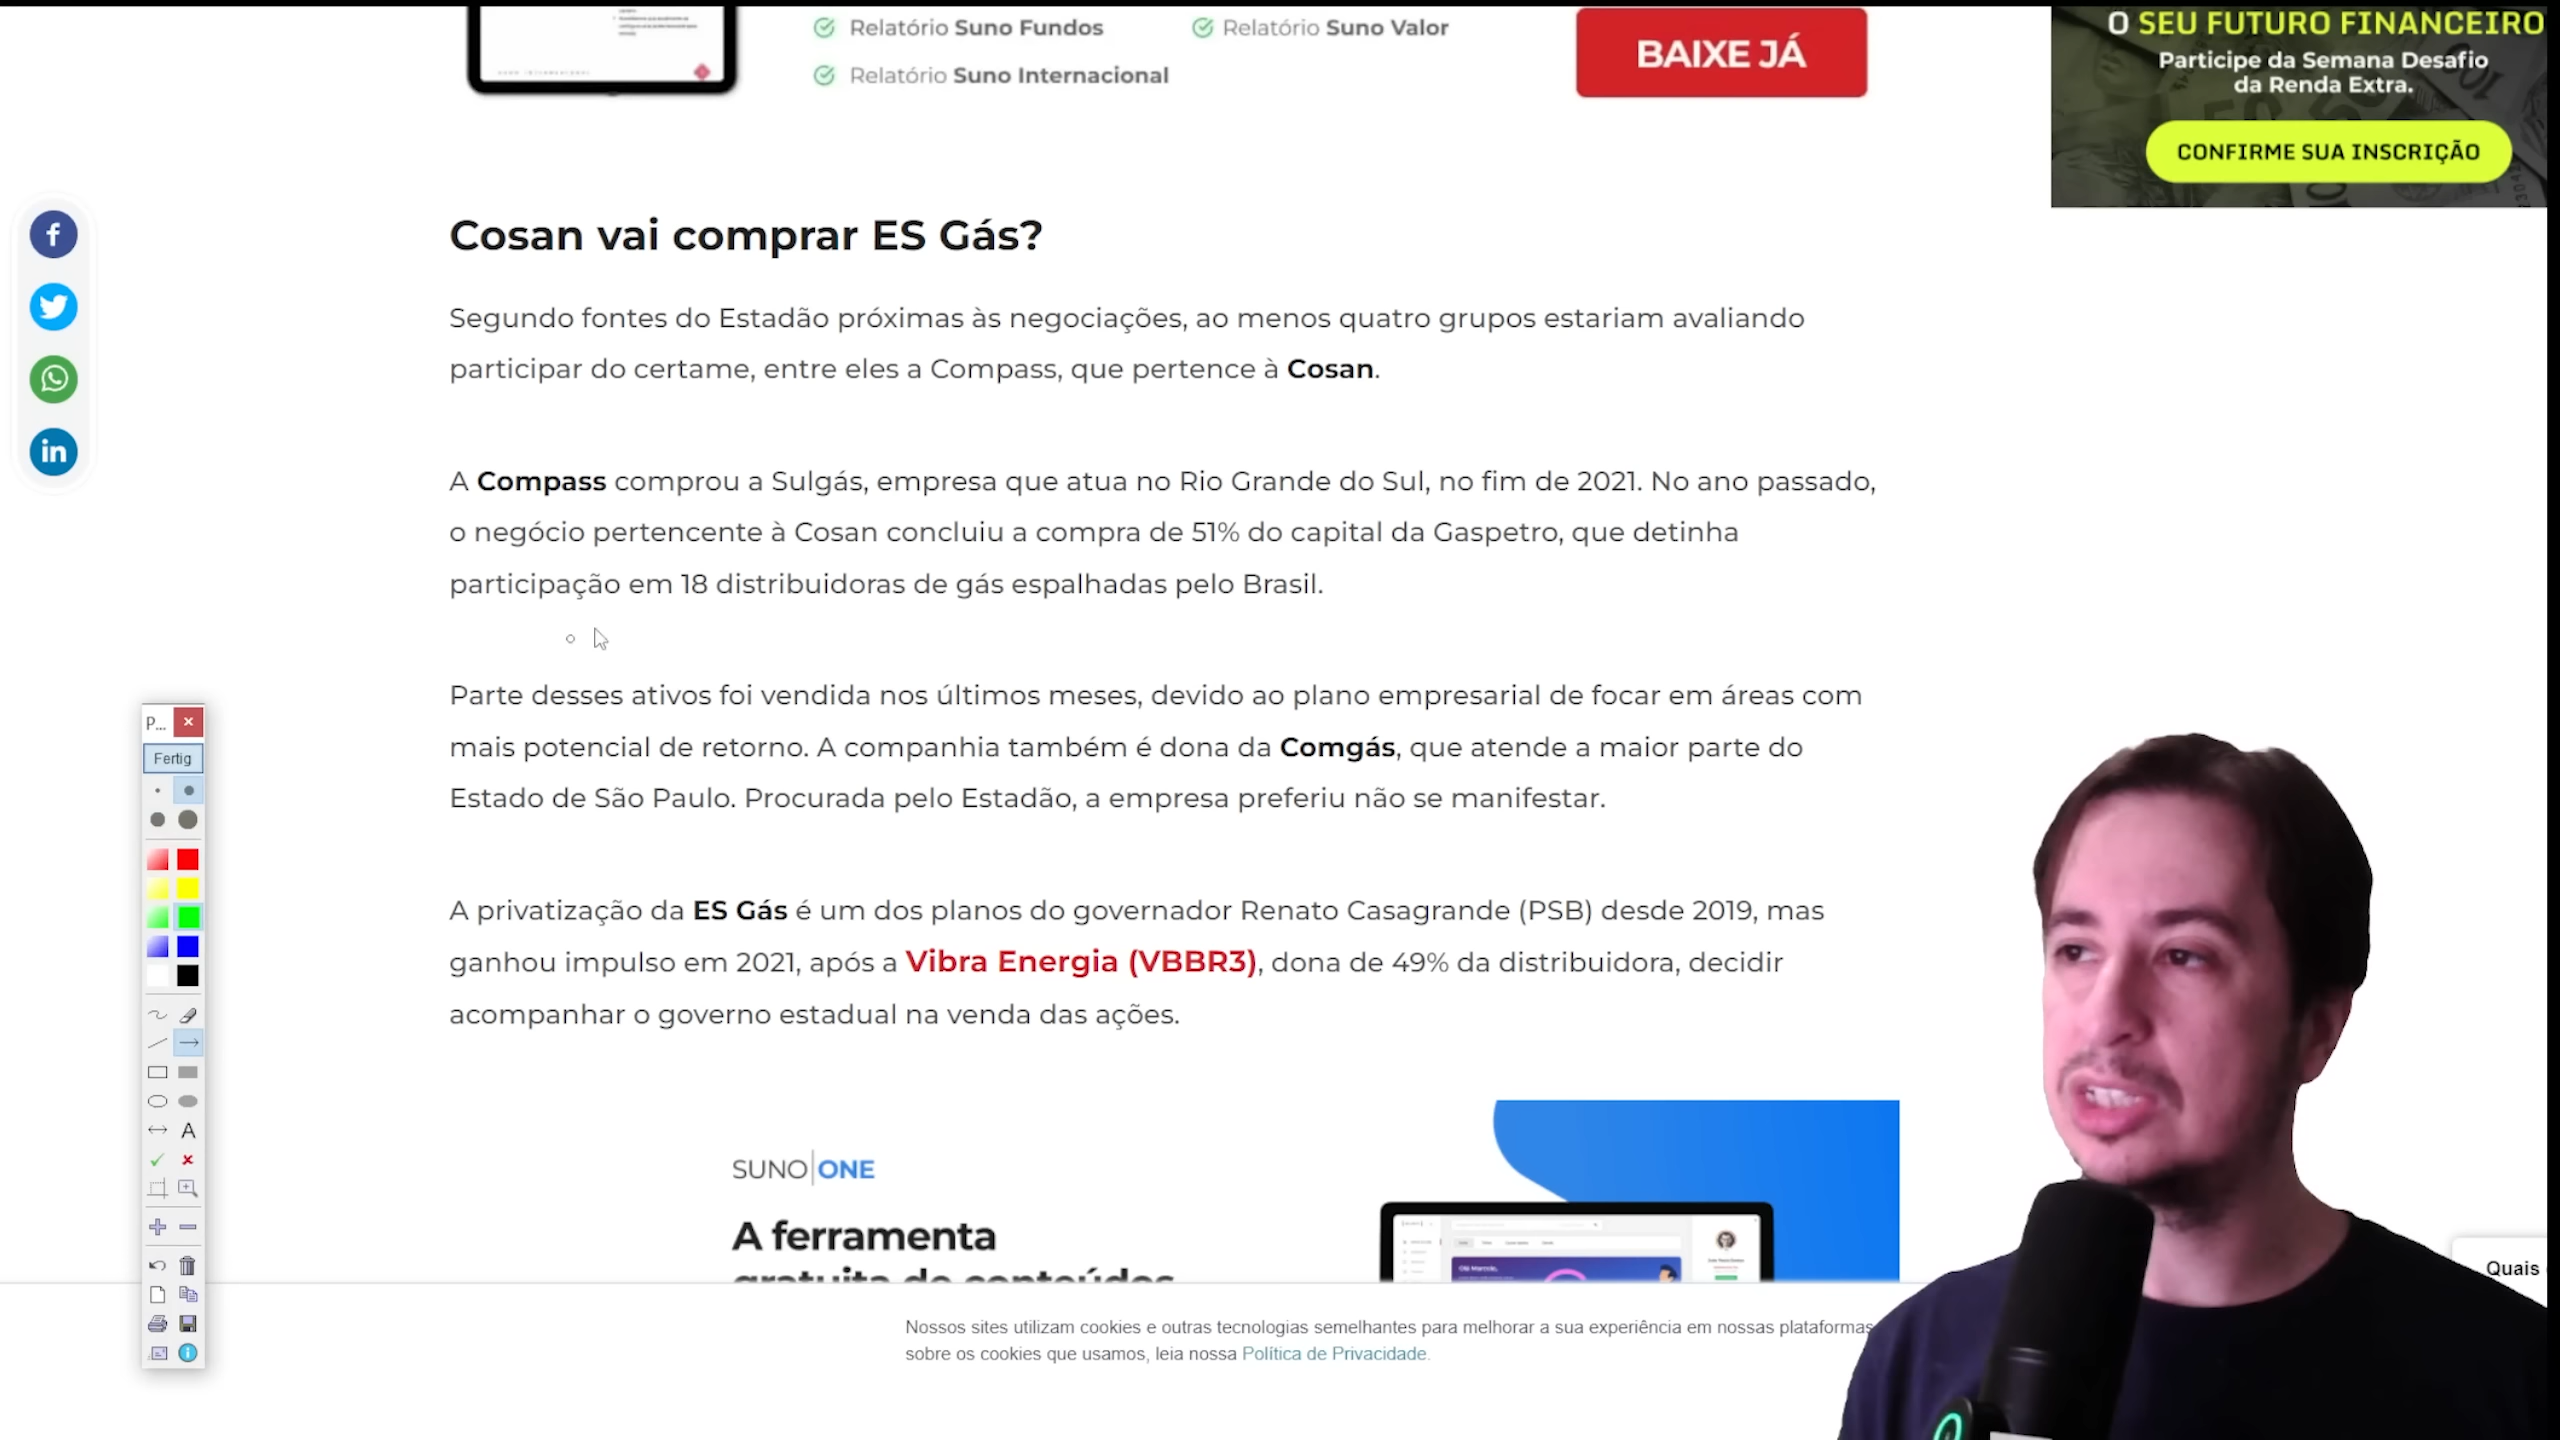 Relatório Suno Fundos
Relatório Suno Valor
Relatório Suno Internacional
BAIXE JÁ
O SEU FUTURO FINANCEIRO
Participe da Semana Desafio
da Renda Extra.
CONFIRME SUA INSCRIÇÃO
Cosan vai comprar ES Gás?
Segundo fontes do Estadão próximas às negociações, ao menos quatro grupos estariam avaliando
participar do certame, entre eles a Compass, que pertence à Cosan.
A Compass comprou a Sulgás, empresa que atua no Rio Grande do Sul, no fim de 2021. No ano passado,
o negócio pertencente à Cosan concluiu a compra de 51% do capital da Gaspetro, que detinha
participação em 18 distribuidoras de gás espalhadas pelo Brasil.
Parte desses ativos foi vendida nos últimos meses, devido ao plano empresarial de focar em áreas com
mais potencial de retorno. A companhia também é dona da Comgás, que atende a maior parte do
Estado de São Paulo. Procurada pelo Estadão, a empresa preferiu não se manifestar.
A privatização da ES Gás é um dos planos do governador Renato Casagrande (PSB) desde 2019, mas
ganhou impulso em 2021, após a Vibra Energia (VBBR3), dona de 49% da distribuidora, decidir
acompanhar o governo estadual na venda das ações.
P...
Fertig
A
SUNO ONE
A ferramenta
gratuita de conteúdos
Quais
Nossos sites utilizam cookies e outras tecnologias semelhantes para melhorar a sua experiência em nossas plataformas
sobre os cookies que usamos, leia nossa Política de Privacidade.